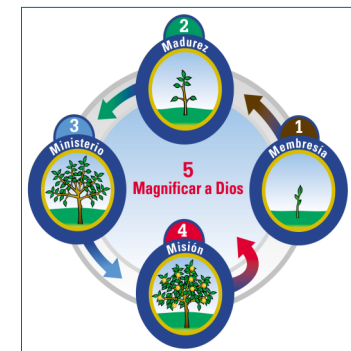 2
Madurez
3
Ministerio
1
Membresía
5
Magnificar a Dios
4
Misión